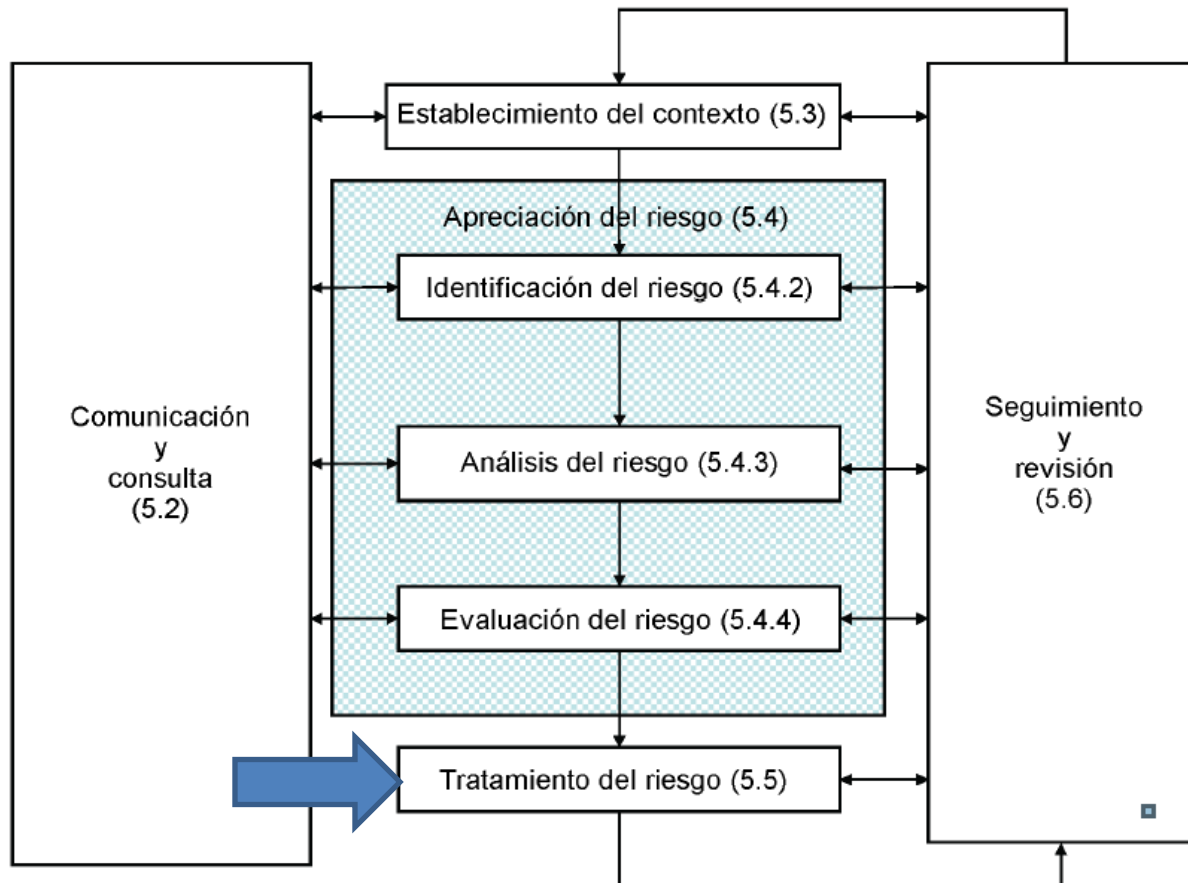 Establecimiento del contexto (5.3)
Apreciación del riesgo (5.4)
Identificación del riesgo (5.4.2)
Comunicación
y
consulta
(5.2)
Análisis del riesgo (5.4.3)
Seguimiento
y
revisión
(5.6)
Evaluación del riesgo (5.4.4)
Tratamiento del riesgo (5.5)